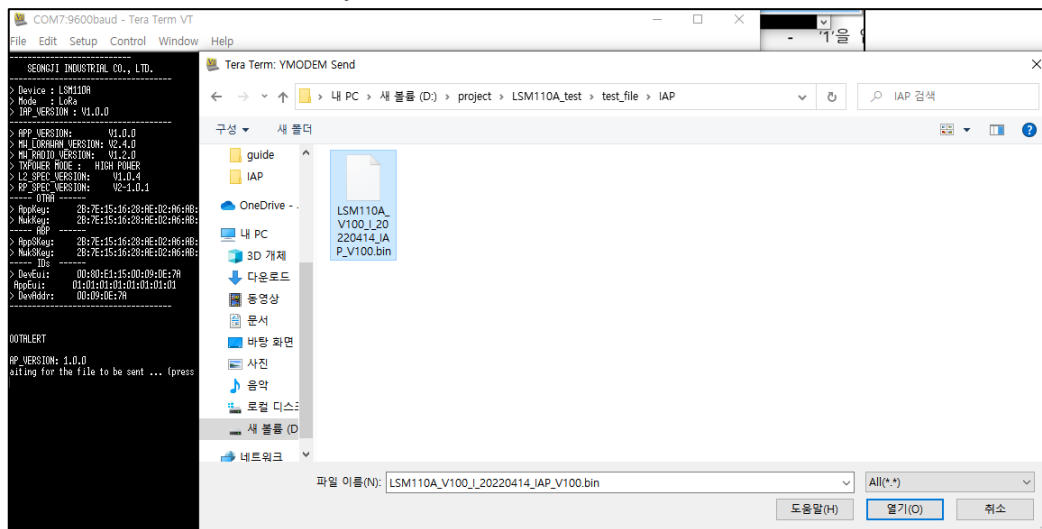 COM7:9600baud - Tera Term VT
File Edit Setup Control Window Help
SEONGJI INDUSTRIAL CO., LTD.
> Device : LSM110A
> Mode : LoRa
> IAP_VERSION : V1.0.0
> APP_VERSION: V1.0.0
> MW_LORAWAN_VERSION: V2.4.0
> MW_RADIO_VERSION: V1.2.0
> TXPOWER MODE : HIGH POWER
> L2_SPEC_VERSION: V1.0.4
> RP_SPEC_VERSION: V2-1.0.1
----- OTAA -----
> AppKey: 2B:7E:15:16:28:AE:D2:A6:AB:
> NwkKey: 2B:7E:15:16:28:AE:D2:A6:AB:
----- ABP -----
> AppSKey: 2B:7E:15:16:28:AE:D2:A6:AB:
> NwkSKey: 2B:7E:15:16:28:AE:D2:A6:AB:
----- IDs -----
> DevEui: 00:80:E1:15:00:09:DE:7A
AppEui: 01:01:01:01:01:01:01:01
> DevAddr: 00:09:DE:7A
OOTALERT
AP_VERSION: 1.0.0
aiting for the file to be sent ... (press
- '1'을
Tera Term: YMODEM Send
> 내 PC > 새 볼륨 (D:) > project > LSM110A_test > test_file > IAP
IAP 검색
구성 새 폴더
guide
IAP
OneDrive - .
내 PC
3D 개체
다운로드
동영상
문서
바탕 화면
사진
음악
로컬 디스
새 볼륨 (D
네트워크
LSM110A_
V100_I_20
220414_IA
P_V100.bin
파일 이름(N): LSM110A_V100_I_20220414_IAP_V100.bin
All(*.*)
도움말(H) 열기(O) 취소